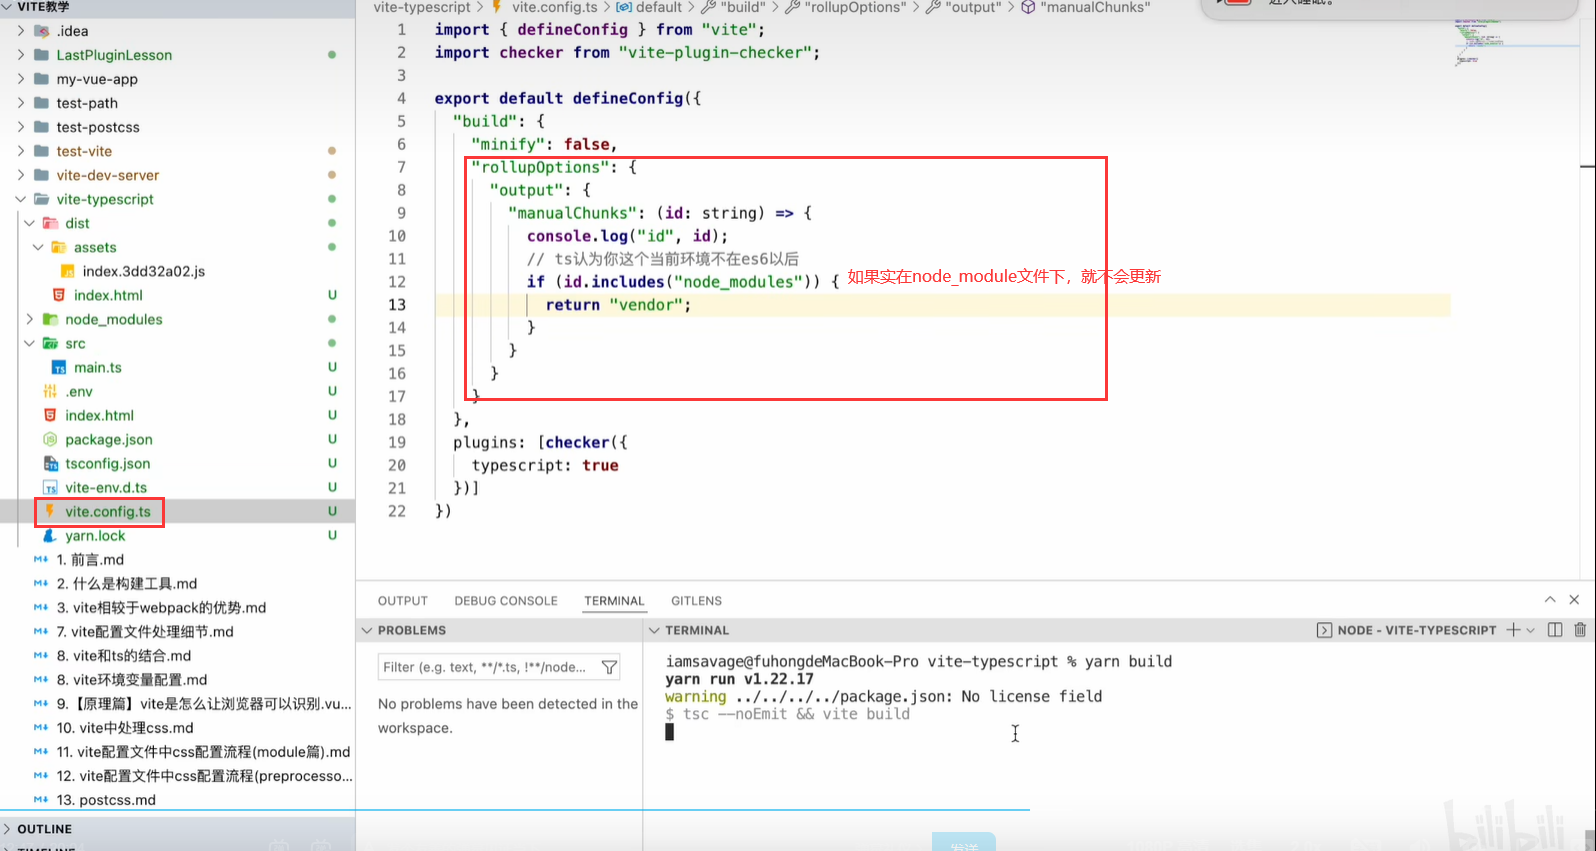 VITE教学
.idea
LastPluginLesson
my-vue-app
test-path
test-postcss
test-vite
vite-dev-server
vite-typescript
dist
assets
index.3dd32a02.js
index.html U
node_modules
src
main.ts U
.env U
index.html U
package.json U
tsconfig.json U
vite-env.d.ts U
vite.config.ts U
yarn.lock U
1. 前言.md
2. 什么是构建工具.md
3. vite相较于webpack的优势.md
7. vite配置文件处理细节.md
8. vite和ts的结合.md
8. vite环境变量配置.md
9.【原理篇】vite是怎么让浏览器可以识别.vu...
10. vite中处理css.md
11. vite配置文件中css配置流程(module篇).md
12. vite配置文件中css配置流程(preprocesso...
13. postcss.md
OUTLINE
TIMELINE
vite-typescript > vite.config.ts > default > "build" > "rollupOptions" > "output" > "manualChunks"
进入睡眠。
1 import { defineConfig } from "vite";
2 import checker from "vite-plugin-checker";
3
4 export default defineConfig({
5 "build": {
6 "minify": false,
7 "rollupOptions": {
8 "output": {
9 "manualChunks": (id: string) => {
10 console.log("id", id);
11 // ts认为你这个当前环境不在es6以后
12 if (id.includes("node_modules")) { 如果实在node_module文件下，就不会更新
13 return "vendor";
14 }
15 }
16 }
17 }
18 },
19 plugins: [checker({
20 typescript: true
21 })]
22 })
OUTPUT DEBUG CONSOLE TERMINAL GITLENS
PROBLEMS
Filter (e.g. text, **/*.ts, !**/node...
No problems have been detected in the
workspace.
TERMINAL NODE - VITE-TYPESCRIPT
iamsavage@fuhongdeMacBook-Pro vite-typescript % yarn build
yarn run v1.22.17
warning ../../../../package.json: No license field
$ tsc --noEmit && vite build
发送
bilibili